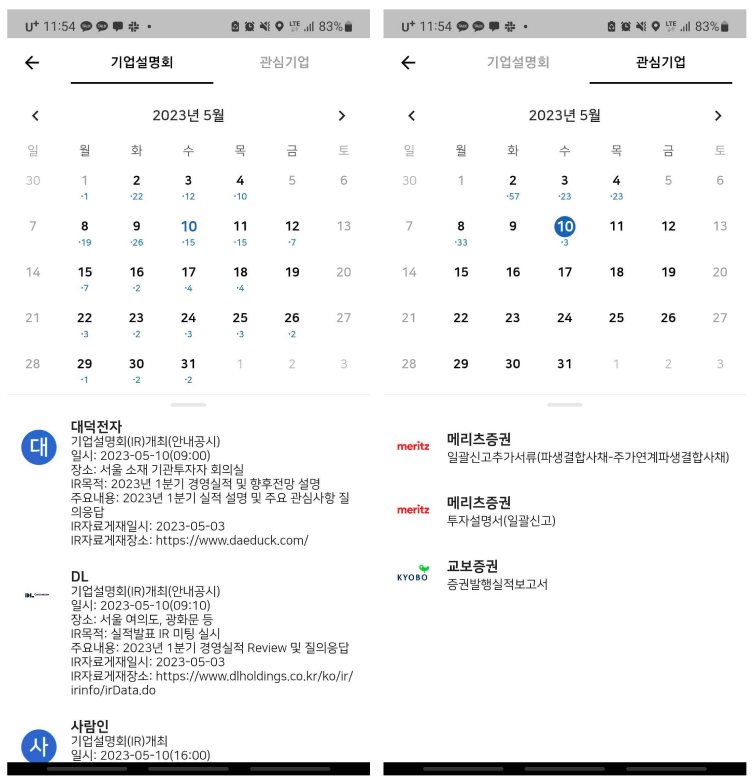 U+ 11:54 TALK TALK LTE 83%
기업설명회 관심기업
2023년 5월
일 월 화 수 목 금 토
30 1 2 3 4 5 6
·1 ·22 ·12 ·10
7 8 9 10 11 12 13
·19 ·26 ·15 ·15 ·7
14 15 16 17 18 19 20
·7 ·2 ·4 ·4
21 22 23 24 25 26 27
·3 ·2 ·3 ·3 ·2
28 29 30 31 1 2 3
·1 ·2 ·2
대
대덕전자
기업설명회(IR)개최(안내공시)
일시: 2023-05-10(09:00)
장소: 서울 소재 기관투자자 회의실
IR목적: 2023년 1분기 경영실적 및 향후전망 설명
주요내용: 2023년 1분기 실적 설명 및 주요 관심사항 질
의응답
IR자료게재일시: 2023-05-03
IR자료게재장소: https://www.daeduck.com/
DL
DL
기업설명회(IR)개최(안내공시)
일시: 2023-05-10(09:10)
장소: 서울 여의도, 광화문 등
IR목적: 실적발표 IR 미팅 실시
주요내용: 2023년 1분기 경영실적 Review 및 질의응답
IR자료게재일시: 2023-05-03
IR자료게재장소: https://www.dlholdings.co.kr/ko/ir/
irinfo/irData.do
사
사람인
기업설명회(IR)개최
일시: 2023-05-10(16:00)
U+ 11:54 TALK TALK LTE 83%
기업설명회 관심기업
2023년 5월
일 월 화 수 목 금 토
30 1 2 3 4 5 6
·57 ·23 ·23
7 8 9 10 11 12 13
·33 ·3
14 15 16 17 18 19 20
21 22 23 24 25 26 27
28 29 30 31 1 2 3
meritz
메리츠증권
일괄신고추가서류(파생결합사채-주가연계파생결합사채)
meritz
메리츠증권
투자설명서(일괄신고)
KYOBO
교보증권
증권발행실적보고서